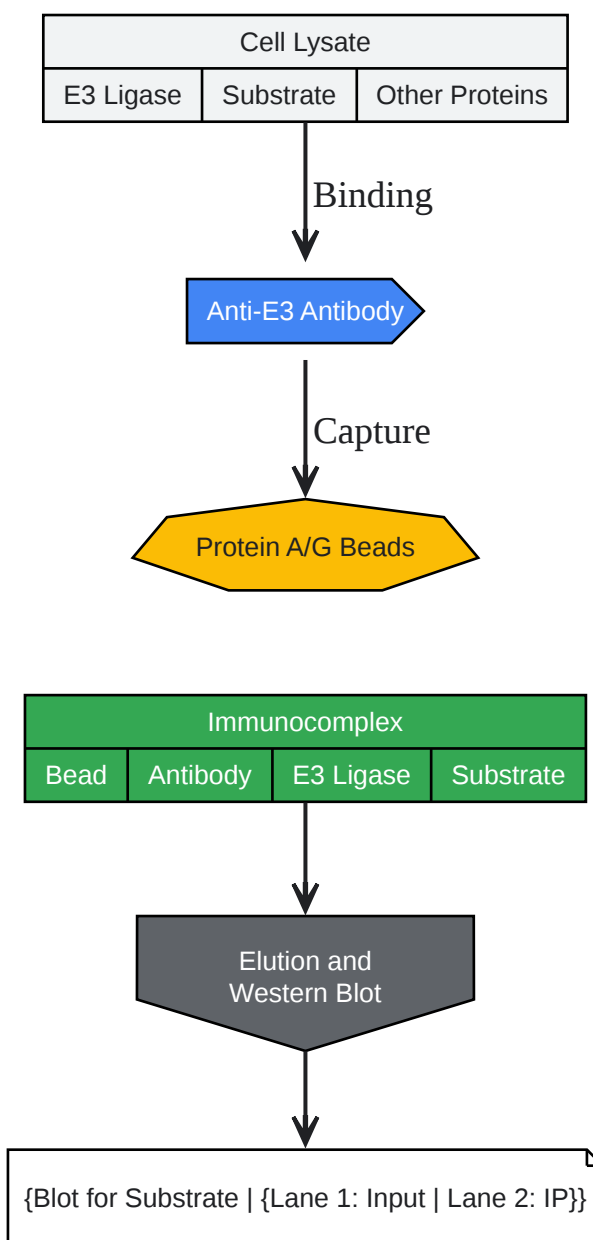 Cell Lysate
E3 Ligase Substrate Other Proteins
Binding
Anti-E3 Antibody
Capture
Protein A/G Beads
Immunocomplex
Bead Antibody E3 Ligase Substrate
Elution and
Western Blot
{Blot for Substrate | {Lane 1: Input | Lane 2: IP}}